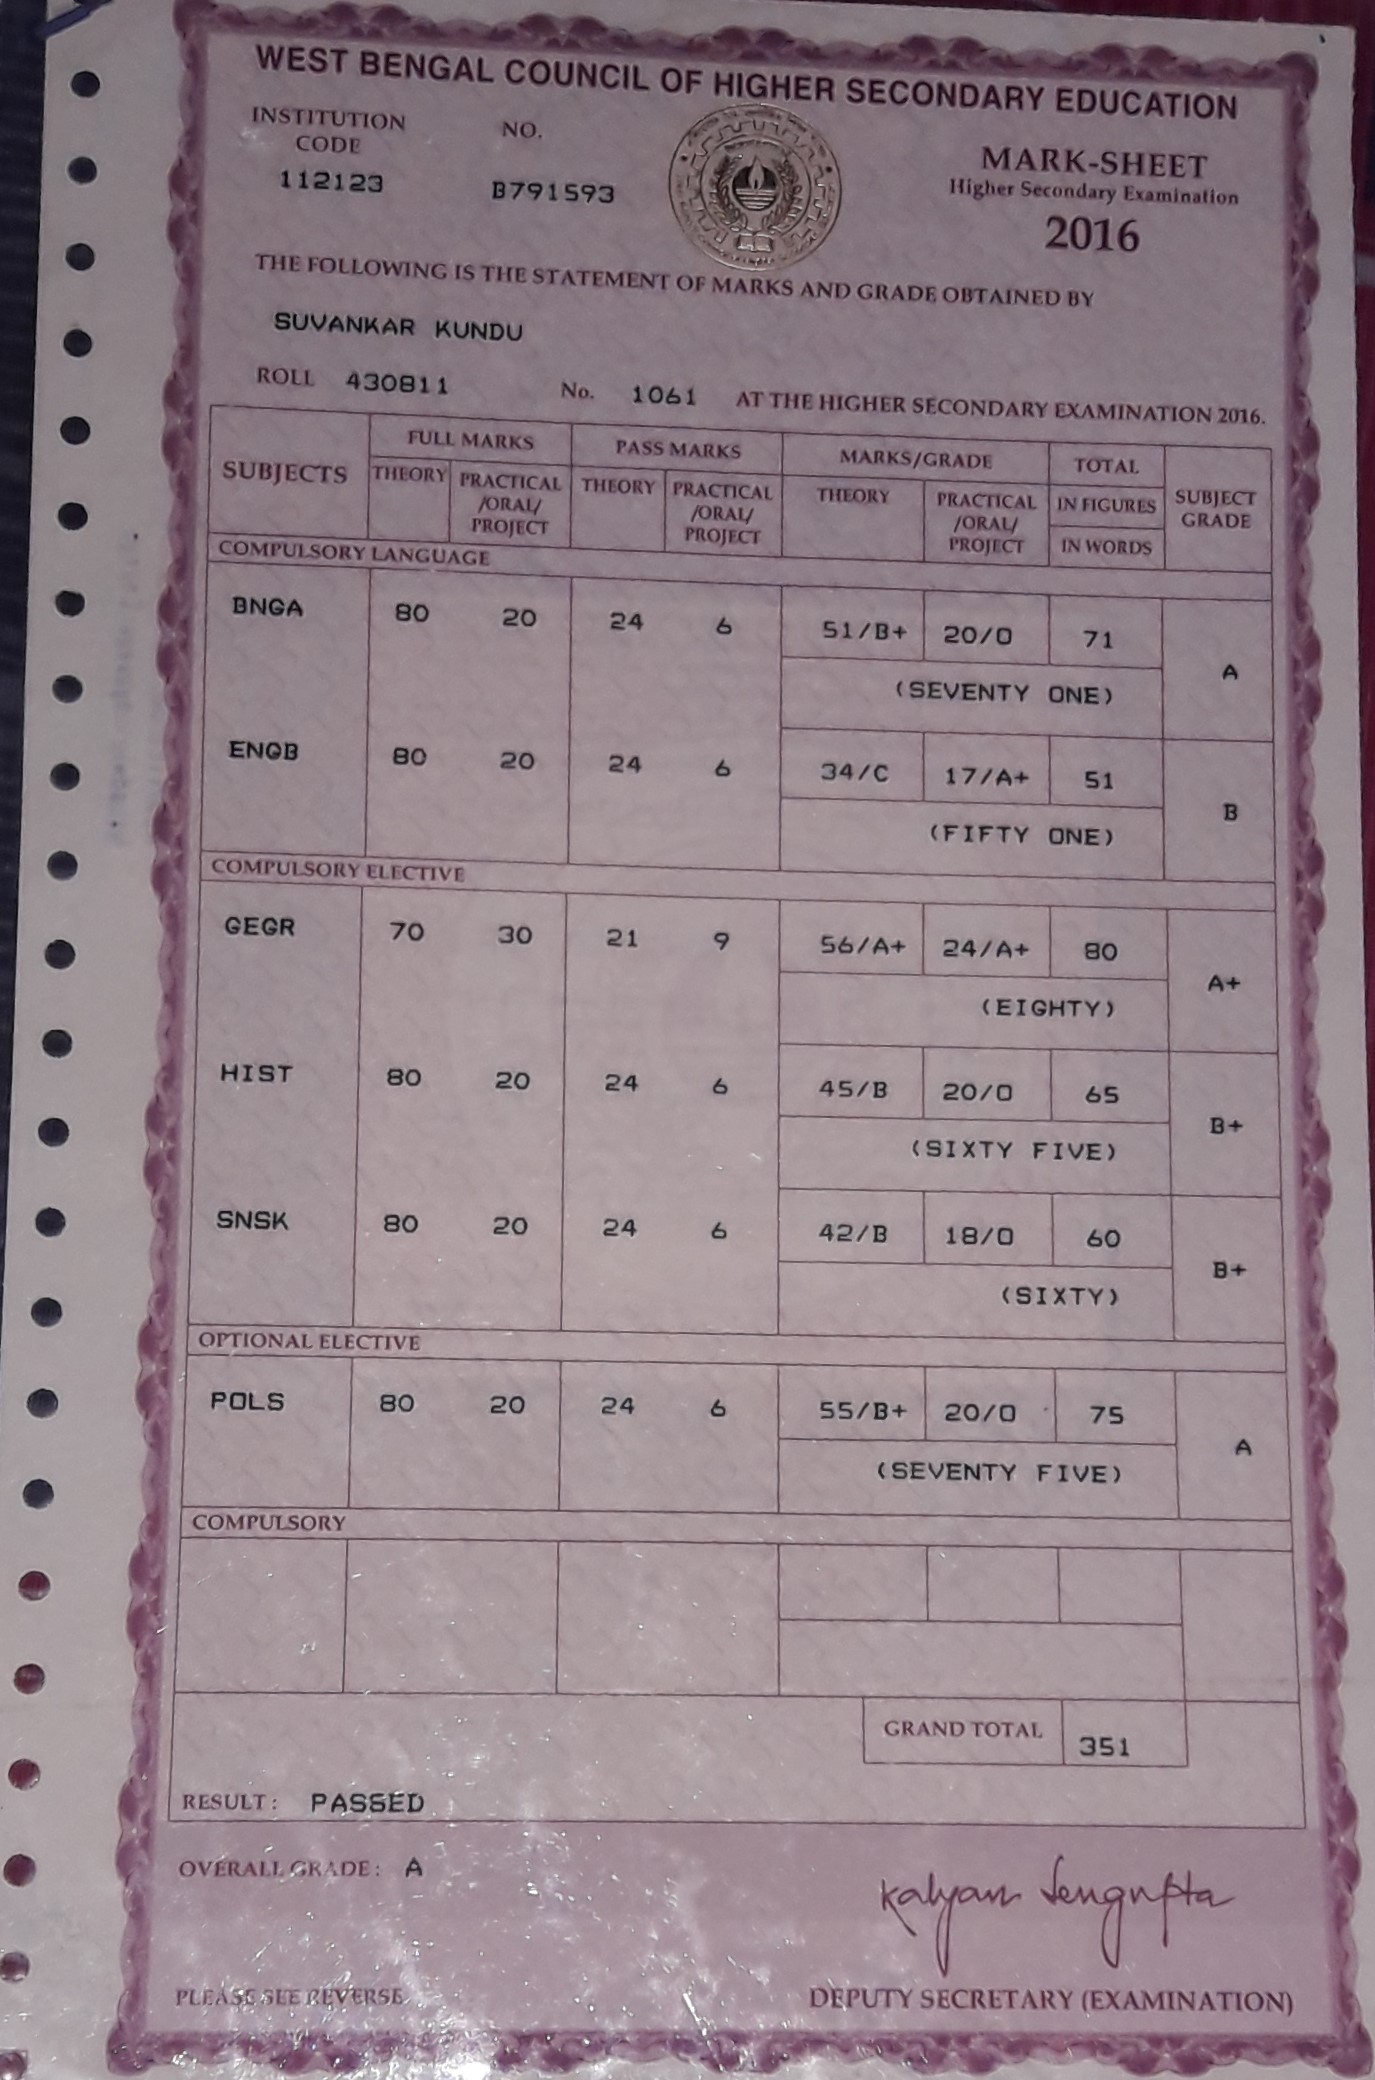 WEST BENGAL COUNCIL OF HIGHER SECONDARY EDUCATION
INSTITUTION CODE
112123
NO.
B791593
MARK-SHEET
Higher Secondary Examination
2016
THE FOLLOWING IS THE STATEMENT OF MARKS AND GRADE OBTAINED BY
SUVANKAR KUNDU
ROLL 430811 No. 1061 AT THE HIGHER SECONDARY EXAMINATION 2016.
SUBJECTS FULL MARKS PASS MARKS MARKS/GRADE TOTAL SUBJECT GRADE
THEORY PRACTICAL /ORAL/ PROJECT THEORY PRACTICAL /ORAL/ PROJECT THEORY PRACTICAL /ORAL/ PROJECT IN FIGURES
IN WORDS
COMPULSORY LANGUAGE
BNGA 80 20 24 6 51/B+ 20/O 71 A
(SEVENTY ONE)
ENGB 80 20 24 6 34/C 17/A+ 51 B
(FIFTY ONE)
COMPULSORY ELECTIVE
GEGR 70 30 21 9 56/A+ 24/A+ 80 A+
(EIGHTY)
HIST 80 20 24 6 45/B 20/O 65 B+
(SIXTY FIVE)
SNSK 80 20 24 6 42/B 18/O 60 B+
(SIXTY)
OPTIONAL ELECTIVE
POLS 80 20 24 6 55/B+ 20/O 75 A
(SEVENTY FIVE)
COMPULSORY
GRAND TOTAL 351
RESULT : PASSED
OVERALL GRADE : A
Kalyan Sengupta
PLEASE SEE REVERSE
DEPUTY SECRETARY (EXAMINATION)